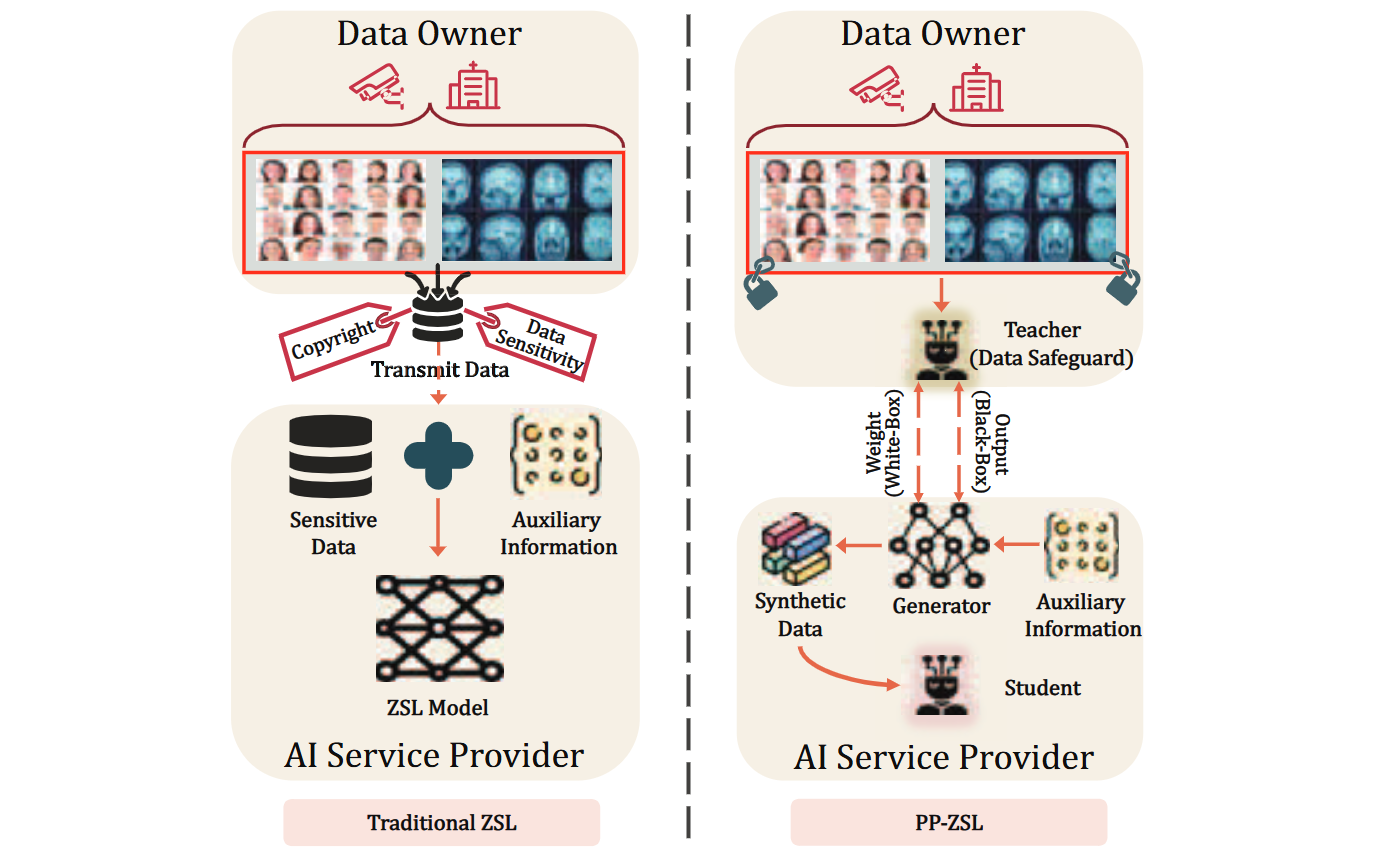 Data Owner
Copyright
Data
Sensitivity
Transmit Data
Sensitive
Data
Auxiliary
Information
ZSL Model
AI Service Provider
Traditional ZSL
Data Owner
Teacher
(Data Safeguard)
Weight
(White-Box)
Output
(Black-Box)
Synthetic
Data
Generator
Auxiliary
Information
Student
AI Service Provider
PP-ZSL